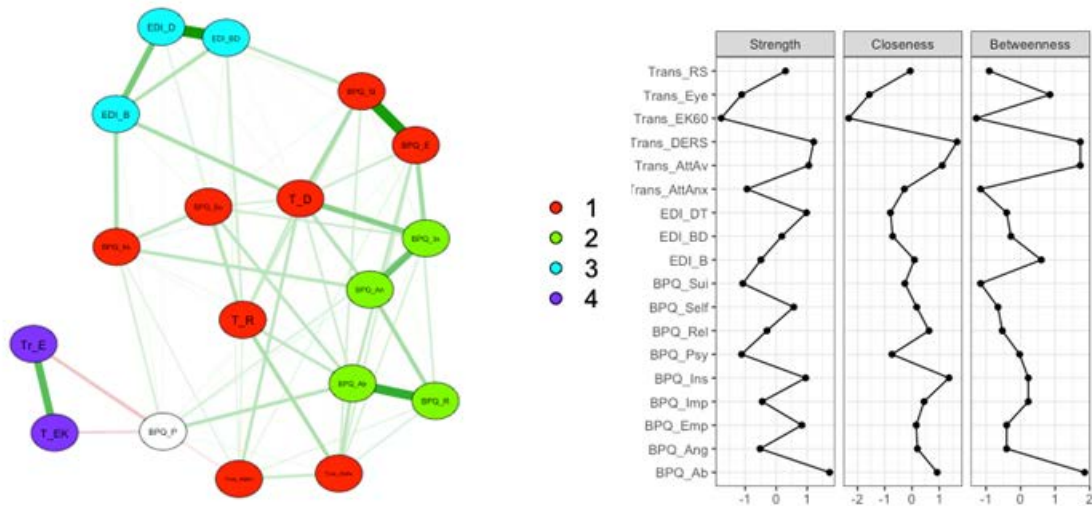 EDI_D
EDI_BD
EDI_B
BPQ_E
T_D
BPQ_In
BPQ_An
T_R
Tr_E
T_EK
BPQ_P
BPQ_Ab
BPQ_R
1
2
3
4
Strength Closeness Betweenness
Trans_RS
Trans_Eye
Trans_EK60
Trans_DERS
Trans_AttAv
Trans_AttAnx
EDI_DT
EDI_BD
EDI_B
BPQ_Sui
BPQ_Self
BPQ_Rel
BPQ_Psy
BPQ_Ins
BPQ_Imp
BPQ_Emp
BPQ_Ang
BPQ_Ab
-1 0 1 -2 -1 0 1 -1 0 1 2